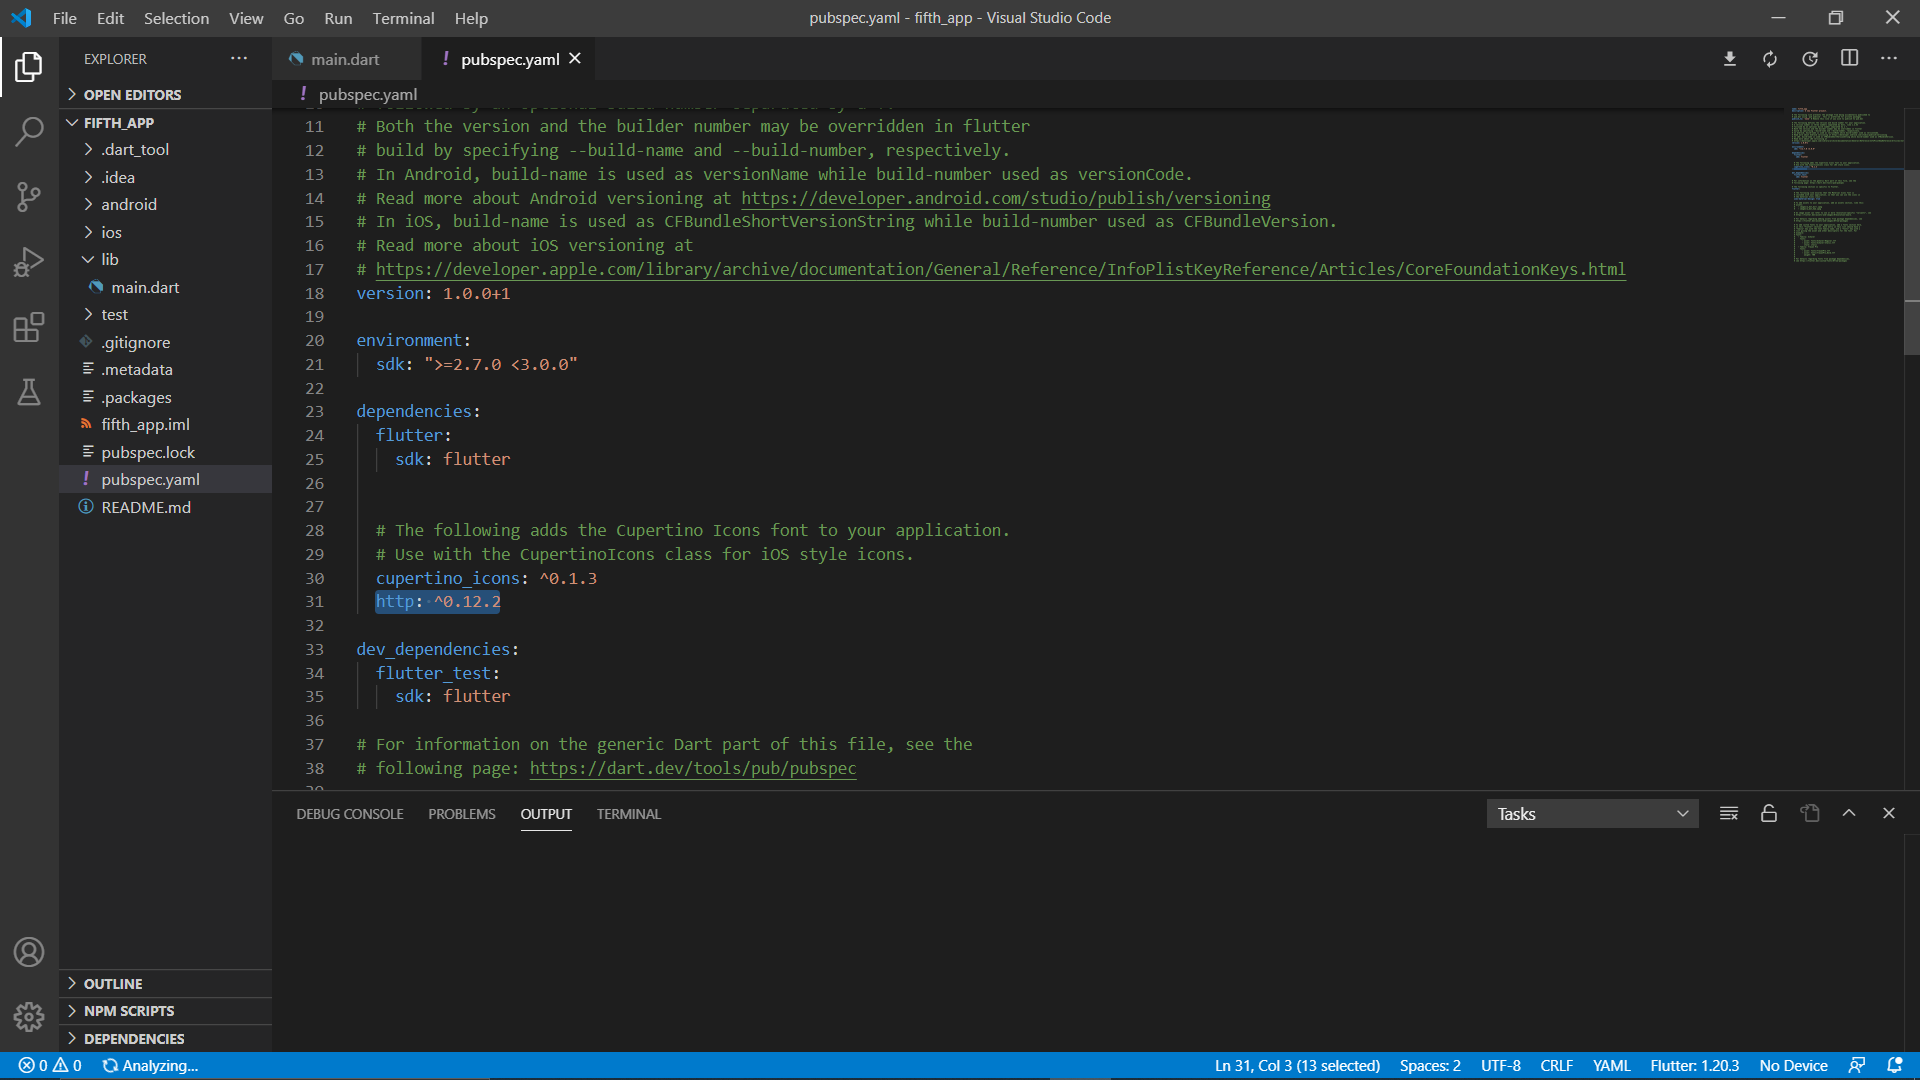 File Edit Selection View Go Run Terminal Help
pubspec.yaml - fifth_app - Visual Studio Code
EXPLORER
OPEN EDITORS
FIFTH_APP
.dart_tool
.idea
android
ios
lib
main.dart
test
.gitignore
.metadata
.packages
fifth_app.iml
pubspec.lock
pubspec.yaml
README.md
OUTLINE
NPM SCRIPTS
DEPENDENCIES
main.dart
! pubspec.yaml
! pubspec.yaml
11 # Both the version and the builder number may be overridden in flutter
12 # build by specifying --build-name and --build-number, respectively.
13 # In Android, build-name is used as versionName while build-number used as versionCode.
14 # Read more about Android versioning at https://developer.android.com/studio/publish/versioning
15 # In iOS, build-name is used as CFBundleShortVersionString while build-number used as CFBundleVersion.
16 # Read more about iOS versioning at
17 # https://developer.apple.com/library/archive/documentation/General/Reference/InfoPlistKeyReference/Articles/CoreFoundationKeys.html
18 version: 1.0.0+1
19
20 environment:
21 sdk: ">=2.7.0 <3.0.0"
22
23 dependencies:
24 flutter:
25 sdk: flutter
26
27
28 # The following adds the Cupertino Icons font to your application.
29 # Use with the CupertinoIcons class for iOS style icons.
30 cupertino_icons: ^0.1.3
31 http: ^0.12.2
32
33 dev_dependencies:
34 flutter_test:
35 sdk: flutter
36
37 # For information on the generic Dart part of this file, see the
38 # following page: https://dart.dev/tools/pub/pubspec
DEBUG CONSOLE PROBLEMS OUTPUT TERMINAL
Tasks
0 0 Analyzing...
Ln 31, Col 3 (13 selected) Spaces: 2 UTF-8 CRLF YAML Flutter: 1.20.3 No Device